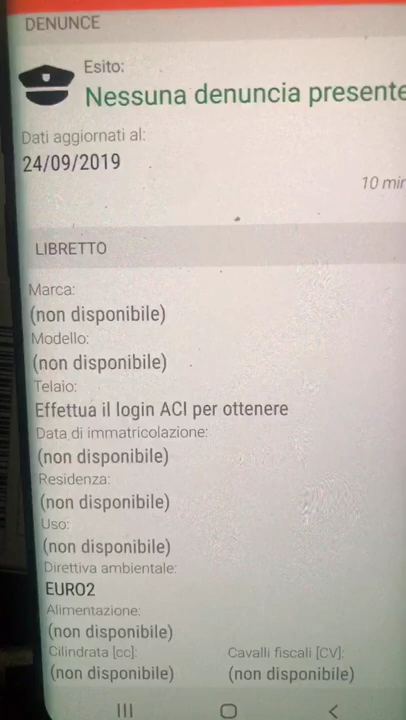 DENUNCE
Esito:
Nessuna denuncia presente
Dati aggiornati al:
24/09/2019
10 min
LIBRETTO
Marca:
(non disponibile)
Modello:
(non disponibile)
Telaio:
Effettua il login ACI per ottenere
Data di immatricolazione:
(non disponibile)
Residenza:
(non disponibile)
Uso:
(non disponibile)
Direttiva ambientale:
EURO2
Alimentazione:
(non disponibile)
Cilindrata [cc]: Cavalli fiscali [CV]:
(non disponibile) (non disponibile)